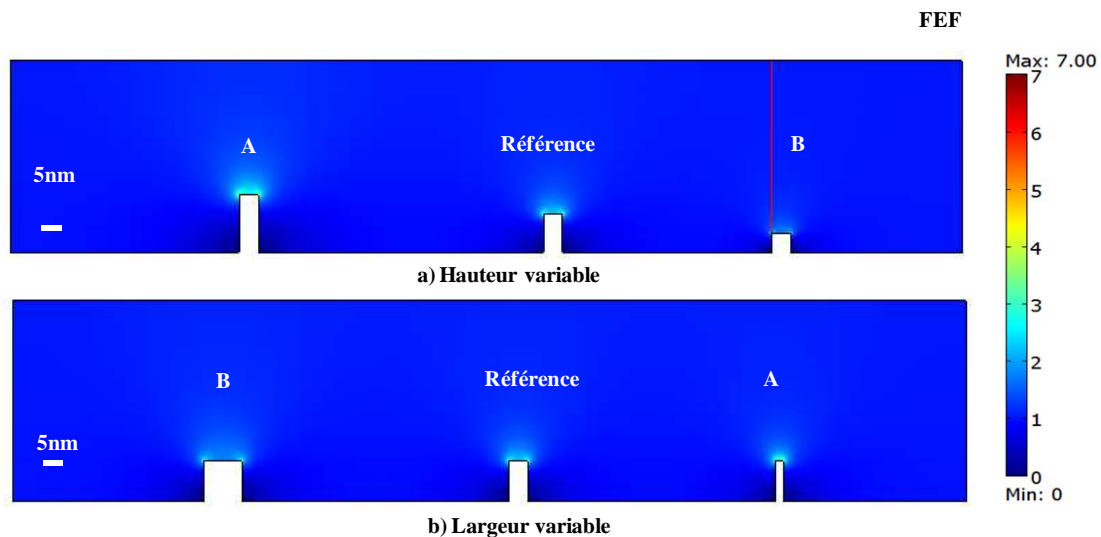 FEF
Max: 7.00
A
Référence
B
5nm
a) Hauteur variable
7
6
5
4
3
2
1
0
Min: 0
B
Référence
A
5nm
b) Largeur variable